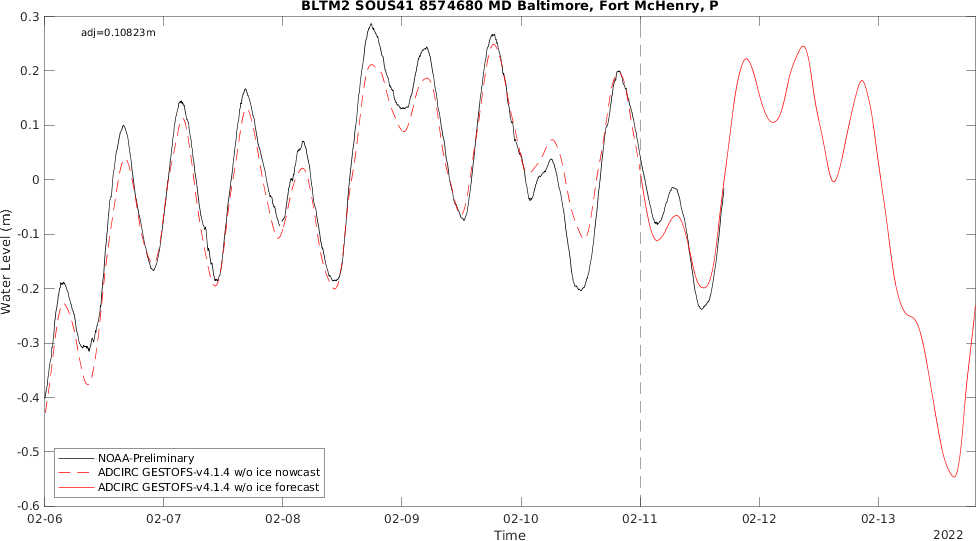 BLTM2 SOUS41 8574680 MD Baltimore, Fort McHenry, P
adj=0.10823m
0.3
0.2
0.1
0
-0.1
-0.2
-0.3
-0.4
-0.5
-0.6
Water Level (m)
NOAA-Preliminary
ADCIRC GESTOFS-v4.1.4 w/o ice nowcast
ADCIRC GESTOFS-v4.1.4 w/o ice forecast
02-06 02-07 02-08 02-09 02-10 02-11 02-12 02-13
Time
2022